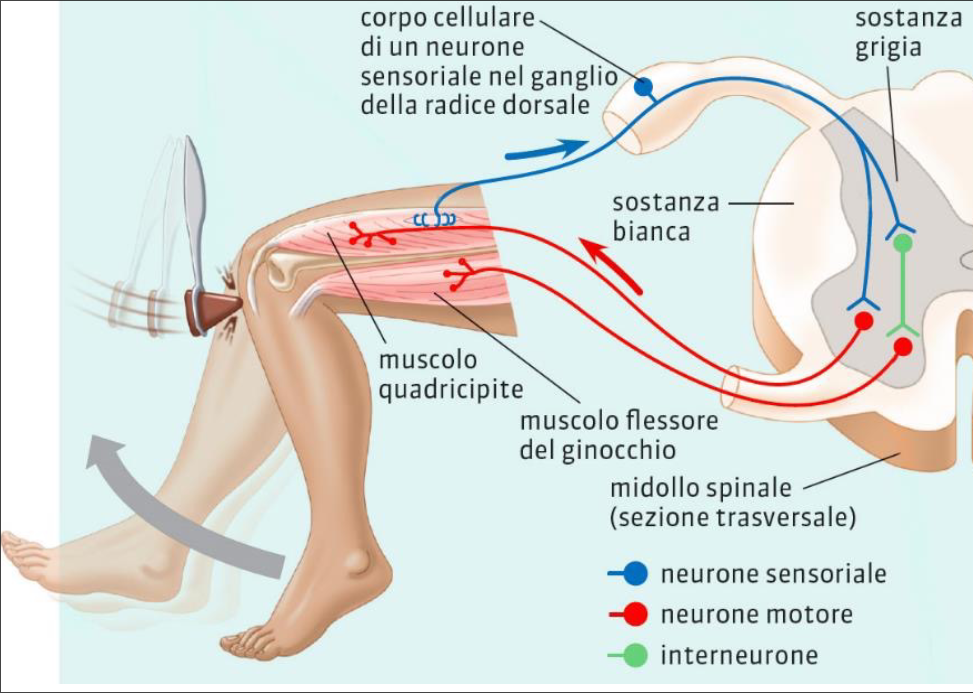 corpo cellulare
di un neurone
sensoriale nel ganglio
della radice dorsale
sostanza
grigia
sostanza
bianca
muscolo
quadricipite
muscolo flessore
del ginocchio
midollo spinale
(sezione trasversale)
neurone sensoriale
neurone motore
interneurone